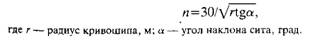 n=30/√rtgα,
где r — радиус кривошипа, м; α — угол наклона сита, град.